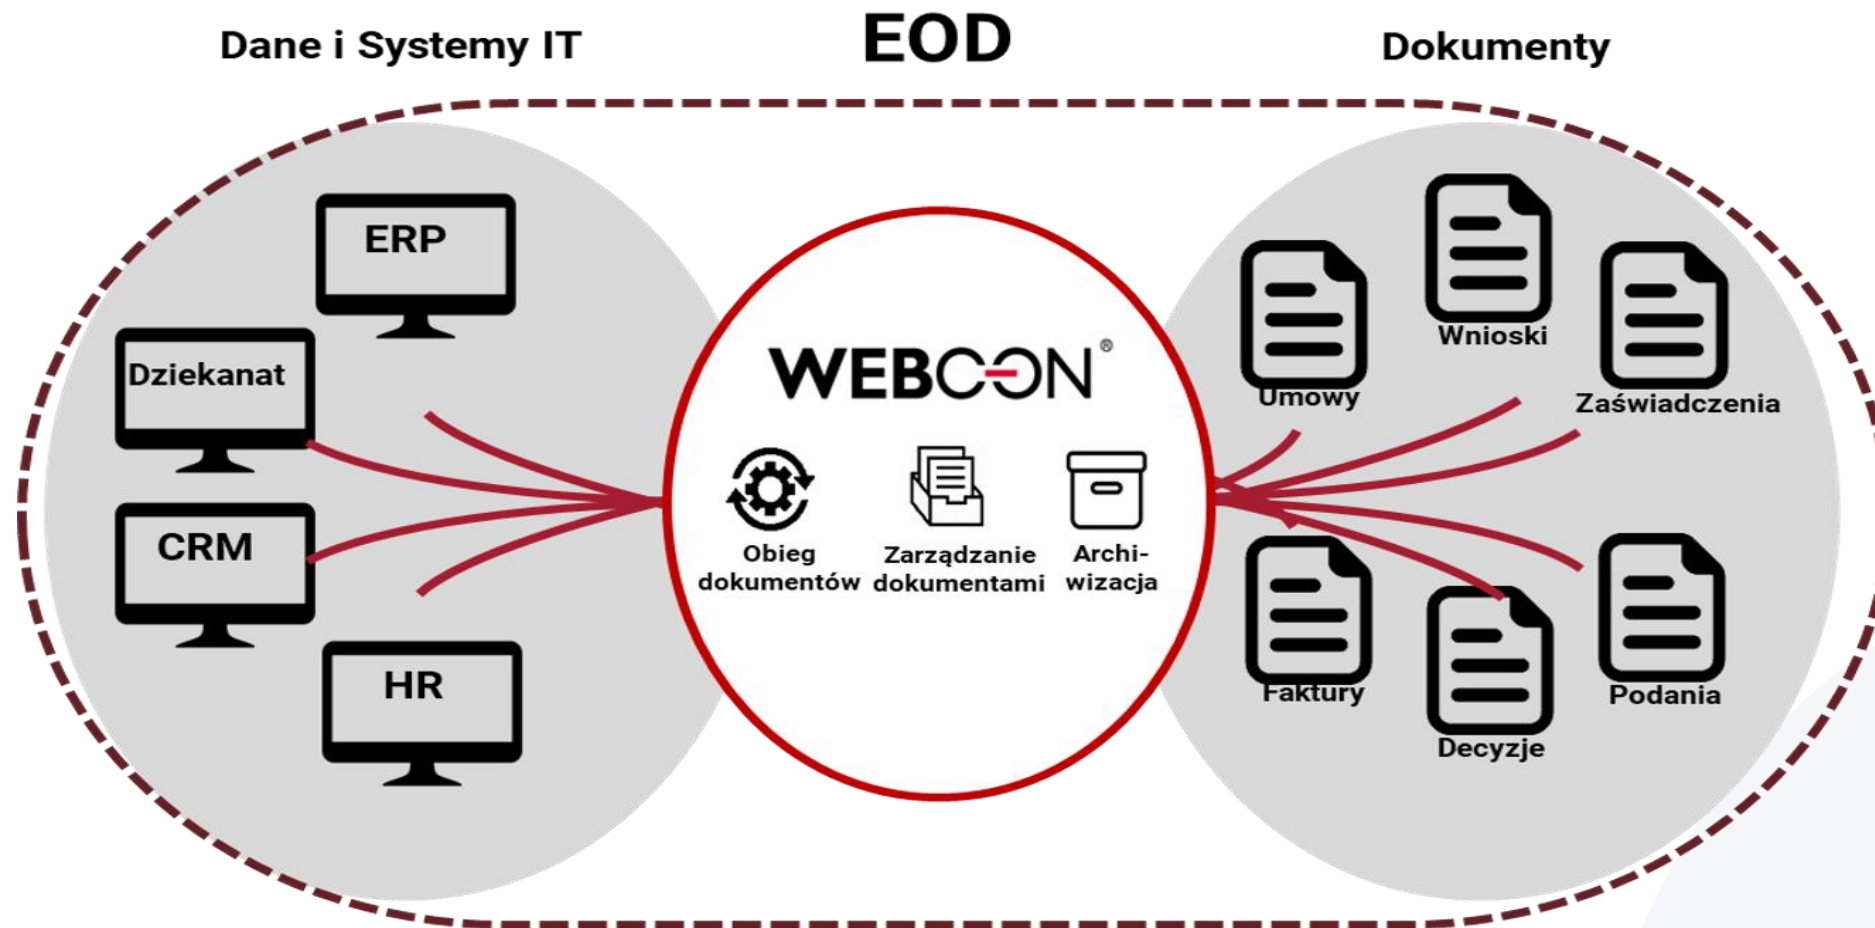 Dane i Systemy IT
EOD
Dokumenty
ERP
Dziekanat
CRM
HR
WEBCON®
Obieg
dokumentów
Zarządzanie
dokumentami
Archi-
wizacja
Umowy
Wnioski
Zaświadczenia
Faktury
Decyzje
Podania